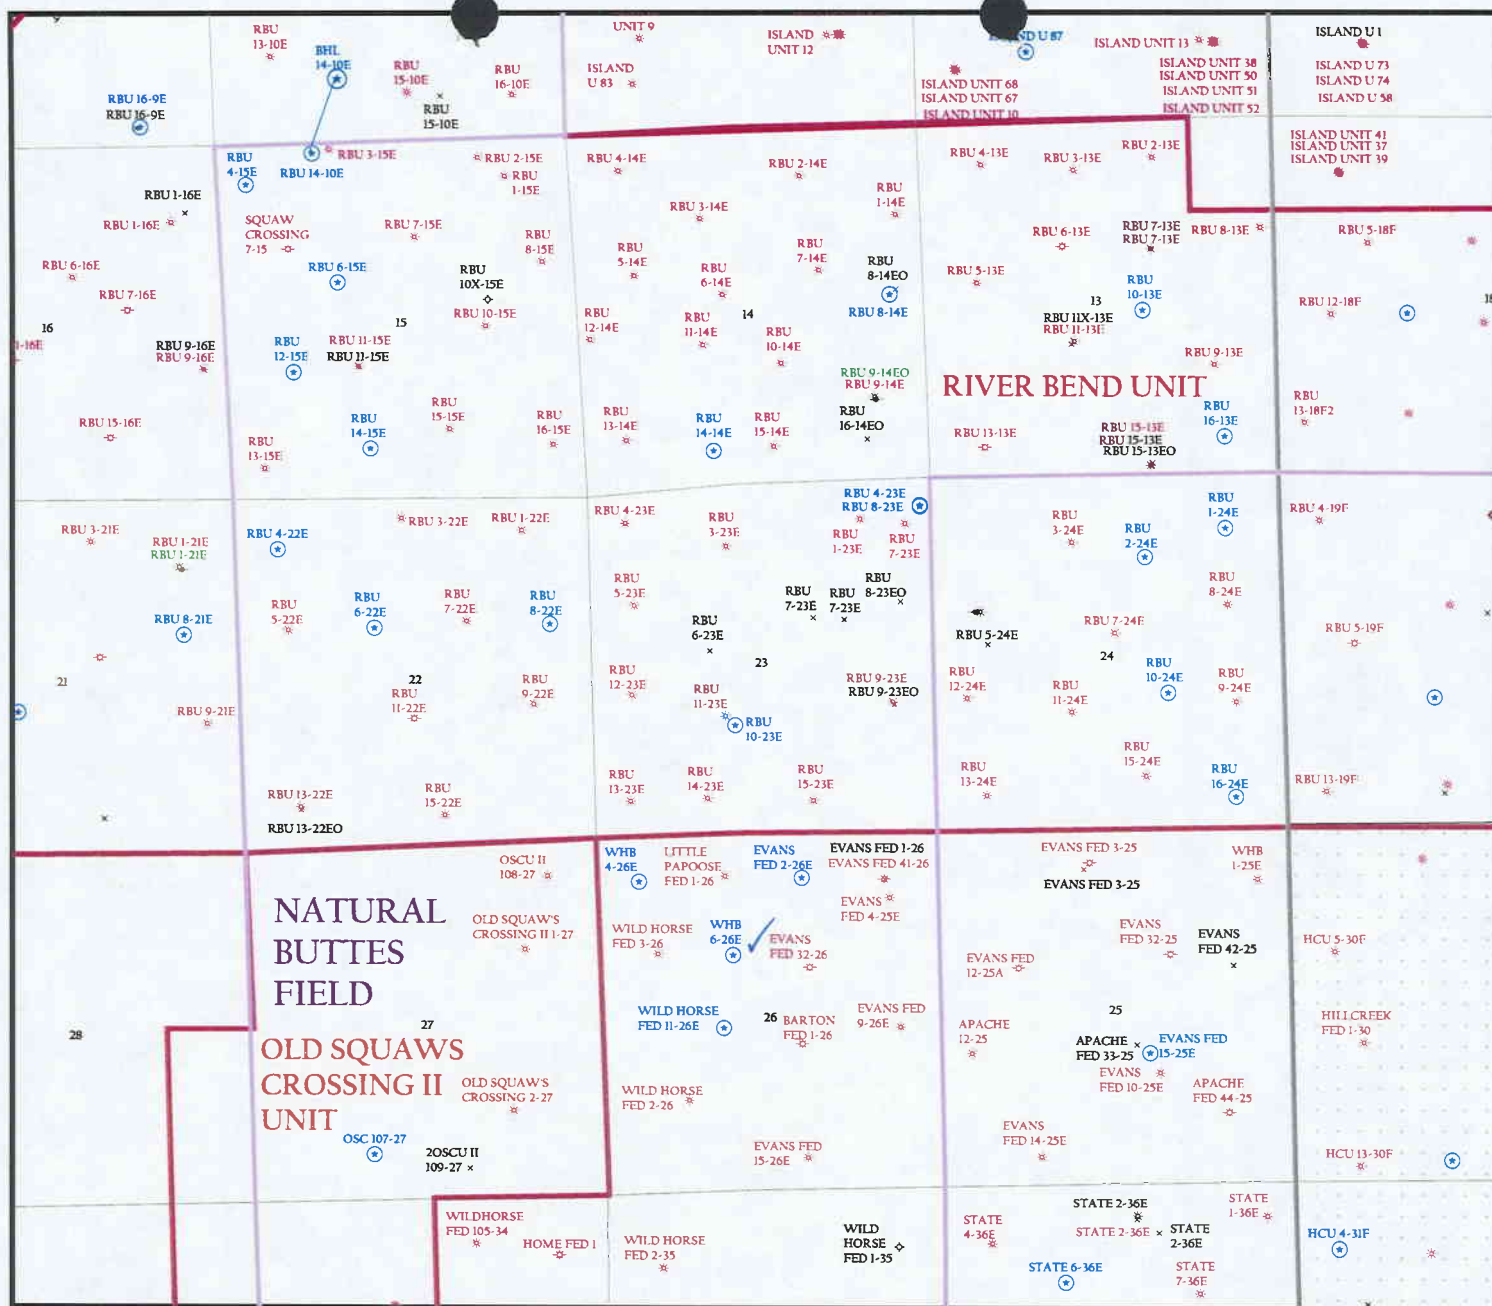 RBU
13-10E
BHL
14-10E
RBU
15-10E
RBU
15-10E
RBU
16-10E
UNIT 9
ISLAND
U 83
ISLAND
UNIT 12
ISLAND UNIT 68
ISLAND UNIT 67
ISLAND UNIT 10
ISLAND UNIT 13
ISLAND UNIT 38
ISLAND UNIT 50
ISLAND UNIT 51
ISLAND UNIT 52
ISLAND U 1
ISLAND U 73
ISLAND U 74
ISLAND U 58
ISLAND UNIT 41
ISLAND UNIT 37
ISLAND UNIT 39
RBU 16-9E
RBU 16-9E
RBU
4-15E
RBU 14-10E
RBU 3-15E
RBU 2-15E
RBU
1-15E
RBU 4-14E
RBU 2-14E
RBU
1-14E
RBU 4-13E
RBU 3-13E
RBU 2-13E
RBU 1-16E
RBU 1-16E
SQUAW
CROSSING
7-15
RBU 7-15E
RBU
8-15E
RBU 3-14E
RBU
5-14E
RBU
6-14E
RBU
7-14E
RBU
8-14EO
RBU 8-14E
RBU 6-13E
RBU 7-13E
RBU 7-13E
RBU 8-13E
RBU 5-18F
RBU 6-16E
RBU 7-16E
RBU 6-15E
RBU
10X-15E
RBU 10-15E
RBU 5-13E
RBU
10-13E
13
RBU 11X-13E
RBU 11-13E
RBU 12-18F
18
16
1-16E
RBU 9-16E
RBU 9-16E
RBU
12-15E
RBU 11-15E
RBU 11-15E
15
RBU
12-14E
RBU
11-14E
14
RBU
10-14E
RBU 9-14EO
RBU 9-14E
RBU
16-14EO
RBU 9-13E
RIVER BEND UNIT
RBU 15-16E
RBU
13-15E
RBU
14-15E
RBU
15-15E
RBU
16-15E
RBU
13-14E
RBU
14-14E
RBU
15-14E
RBU 13-13E
RBU 15-13E
RBU 15-13E
RBU 15-13EO
RBU
16-13E
RBU
13-18F2
RBU 3-21E
RBU 1-21E
RBU 1-21E
RBU 4-22E
RBU 3-22E
RBU 1-22E
RBU 4-23E
RBU
3-23E
RBU 4-23E
RBU 8-23E
RBU
1-23E
RBU
7-23E
RBU
3-24E
RBU
2-24E
RBU
1-24E
RBU 4-19F
RBU 8-21E
RBU
5-22E
RBU
6-22E
RBU
7-22E
RBU
8-22E
RBU
5-23E
RBU
6-23E
RBU
7-23E
RBU
7-23E
RBU
8-23EO
RBU 5-24E
RBU 7-24E
RBU
8-24E
RBU 5-19F
21
RBU 9-21E
22
RBU
11-22E
RBU
9-22E
RBU
12-23E
RBU
11-23E
23
RBU
10-23E
RBU 9-23E
RBU 9-23EO
RBU
12-24E
RBU
11-24E
24
RBU
10-24E
RBU
9-24E
RBU 13-22E
RBU 13-22EO
RBU
15-22E
RBU
13-23E
RBU
14-23E
RBU
15-23E
RBU
13-24E
RBU
15-24E
RBU
16-24E
RBU 13-19F
OSCU II
108-27
WHB
4-26E
LITTLE
PAPOOSE
FED 1-26
EVANS
FED 2-26E
EVANS FED 1-26
EVANS FED 41-26
EVANS
FED 4-25E
EVANS FED 3-25
EVANS FED 3-25
WHB
1-25E
NATURAL
BUTTES
FIELD
OLD SQUAW'S
CROSSING II 1-27
WILD HORSE
FED 3-26
WHB
6-26E
EVANS
FED 32-26
EVANS FED
12-25A
EVANS
FED 32-25
EVANS
FED 42-25
HCU 5-30F
28
27
OLD SQUAWS
CROSSING II
UNIT
OLD SQUAW'S
CROSSING 2-27
WILD HORSE
FED 11-26E
26
BARTON
FED 1-26
EVANS FED
9-26E
APACHE
12-25
25
APACHE
FED 33-25
EVANS FED
15-25E
EVANS
FED 10-25E
APACHE
FED 44-25
HILLCREEK
FED 1-30
WILD HORSE
FED 2-26
OSC 107-27
2OSCU II
109-27
EVANS FED
15-26E
EVANS
FED 14-25E
HCU 13-30F
WILDHORSE
FED 105-34
HOME FED 1
WILD HORSE
FED 2-35
WILD
HORSE
FED 1-35
STATE
4-36E
STATE 2-36E
STATE 2-36E
STATE
2-36E
STATE
1-36E
STATE 6-36E
STATE
7-36E
HCU 4-31F